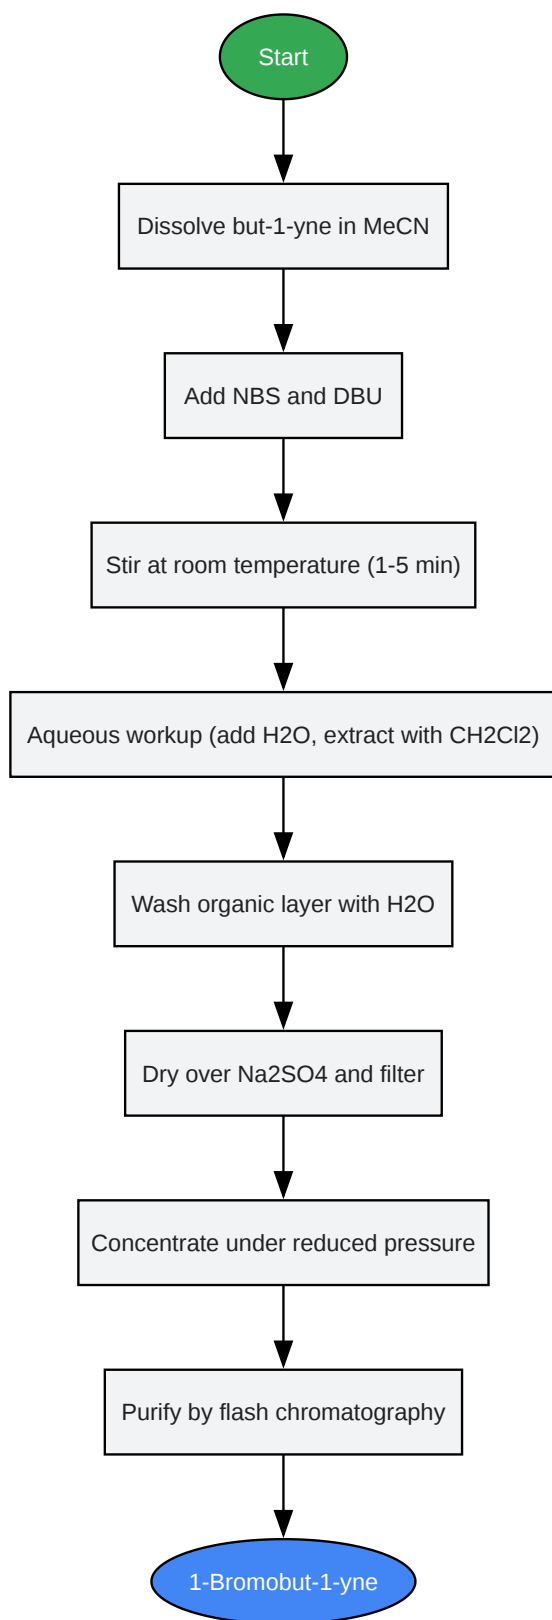 Start
Dissolve but-1-yne in MeCN
Add NBS and DBU
Stir at room temperature (1-5 min)
Aqueous workup (add H2O, extract with CH2Cl2)
Wash organic layer with H2O
Dry over Na2SO4 and filter
Concentrate under reduced pressure
Purify by flash chromatography
1-Bromobut-1-yne